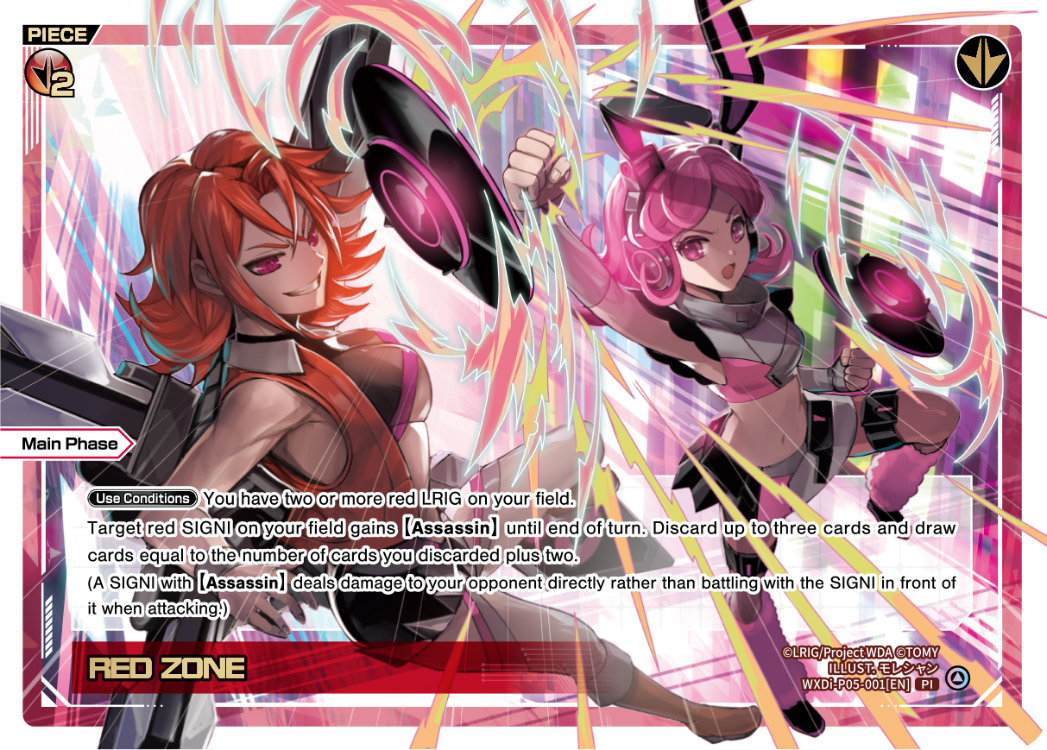 PIECE
2
Main Phase
Use Conditions You have two or more red LRIG on your field.
Target red SIGNI on your field gains 【Assassin】 until end of turn. Discard up to three cards and draw
cards equal to the number of cards you discarded plus two.
(A SIGNI with 【Assassin】 deals damage to your opponent directly rather than battling with the SIGNI in front of
it when attacking.)
RED ZONE
©LRIG/Project WDA ©TOMY
ILLUST. モレシャン
WXDi-P05-001[EN] PI